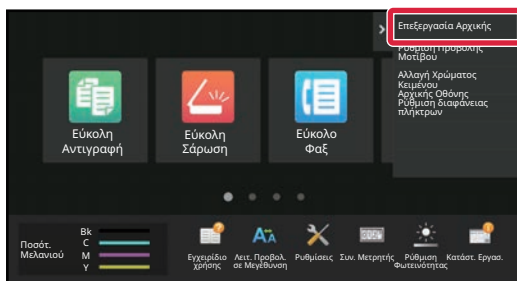 Επεξεργασία Αρχικής
Ρύθμιση Προβολής
Μοτίβου
Αλλαγή Χρώματος
Κειμένου
Αρχικής Οθόνης
Ρύθμιση διαφάνειας
πλήκτρων
Εύκολη
Αντιγραφή
Εύκολη
Σάρωση
Εύκολο
Φαξ
Ποσότ.
Μελανιού
Bk
C
M
Y
Εγχειρίδιο
χρήσης
Λειτ. Προβολ.
σε Μεγέθυνση
Ρυθμίσεις
Συν. Μετρητής
Ρύθμιση
Φωτεινότητας
Κατάστ. Εργασ.